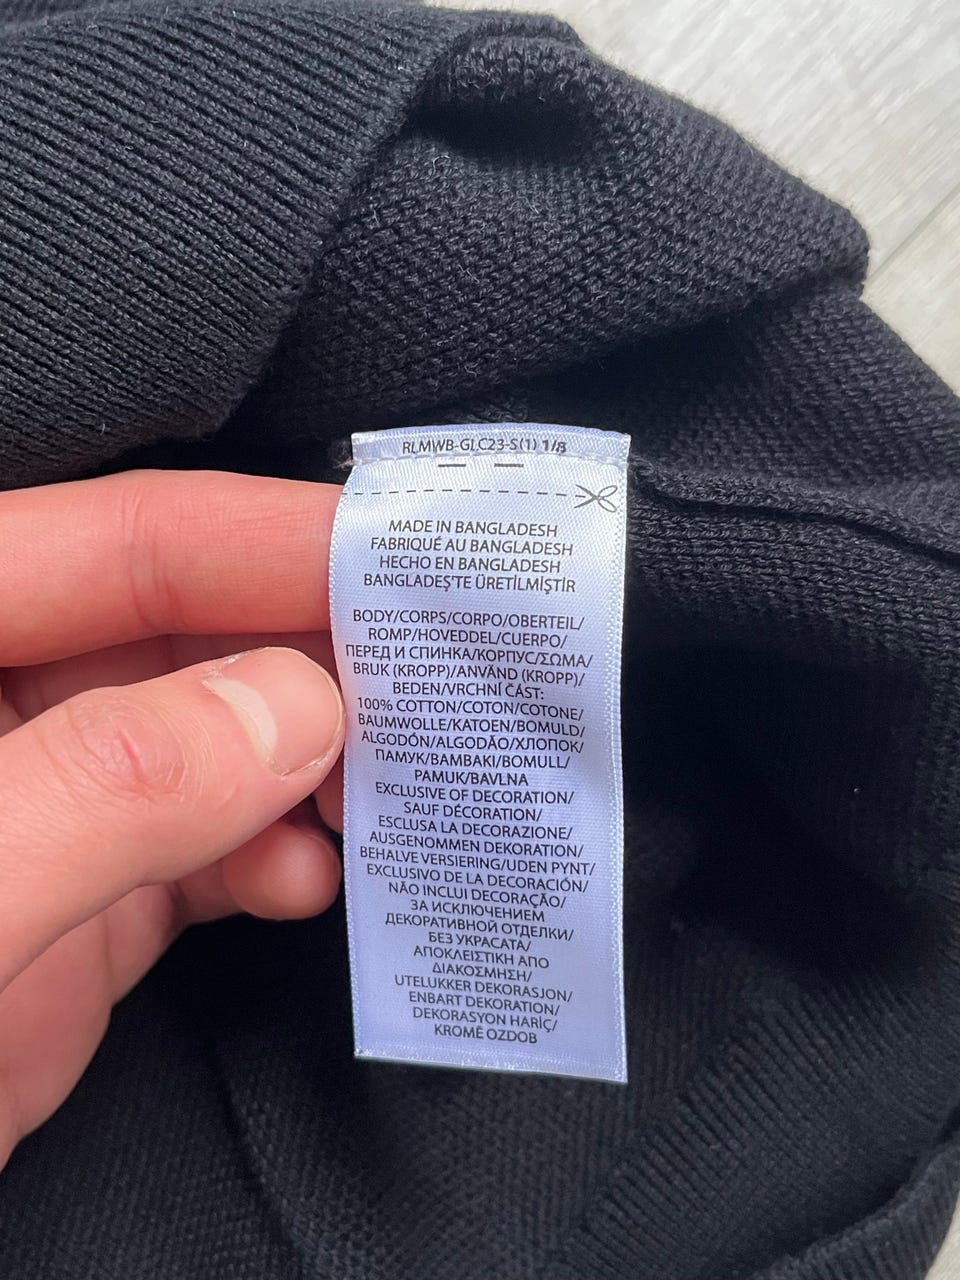 RLMWB-GLC23-S(1) 1/8
MADE IN BANGLADESH
FABRIQUÉ AU BANGLADESH
HECHO EN BANGLADESH
BANGLADEŞ'TE ÜRETİLMİŞTİR
BODY/CORPS/CORPO/OBERTEIL/
ROMP/HOVEDDEL/CUERPO/
ПЕРЕД И СПИНКА/КОРПУС/ΣΩΜΑ/
BRUK (KROPP)/ANVÄND (KROPP)/
BEDEN/VRCHNÍ ČÁST:
100% COTTON/COTON/COTONE/
BAUMWOLLE/KATOEN/BOMULD/
ALGODÓN/ALGODÃO/ХЛОПОК/
ПАМУК/ΒΑΜΒΑΚΙ/BOMULL/
PAMUK/BAVLNA
EXCLUSIVE OF DECORATION/
SAUF DÉCORATION/
ESCLUSA LA DECORAZIONE/
AUSGENOMMEN DEKORATION/
BEHALVE VERSIERING/UDEN PYNT/
EXCLUSIVO DE LA DECORACIÓN/
NÃO INCLUI DECORAÇÃO/
ЗА ИСКЛЮЧЕНИЕМ
ДЕКОРАТИВНОЙ ОТДЕЛКИ/
БЕЗ УКРАСАТА/
ΑΠΟΚΛΕΙΣΤΙΚΗ ΑΠΟ
ΔΙΑΚΟΣΜΗΣΗ/
UTELUKKER DEKORASJON/
ENBART DEKORATION/
DEKORASYON HARİÇ/
KROMĚ OZDOB